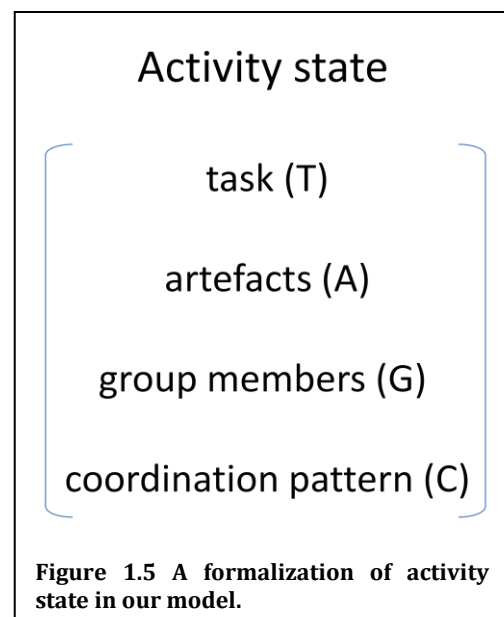 Activity state
task (T)
artefacts (A)
group members (G)
coordination pattern (C)
Figure 1.5 A formalization of activity
state in our model.